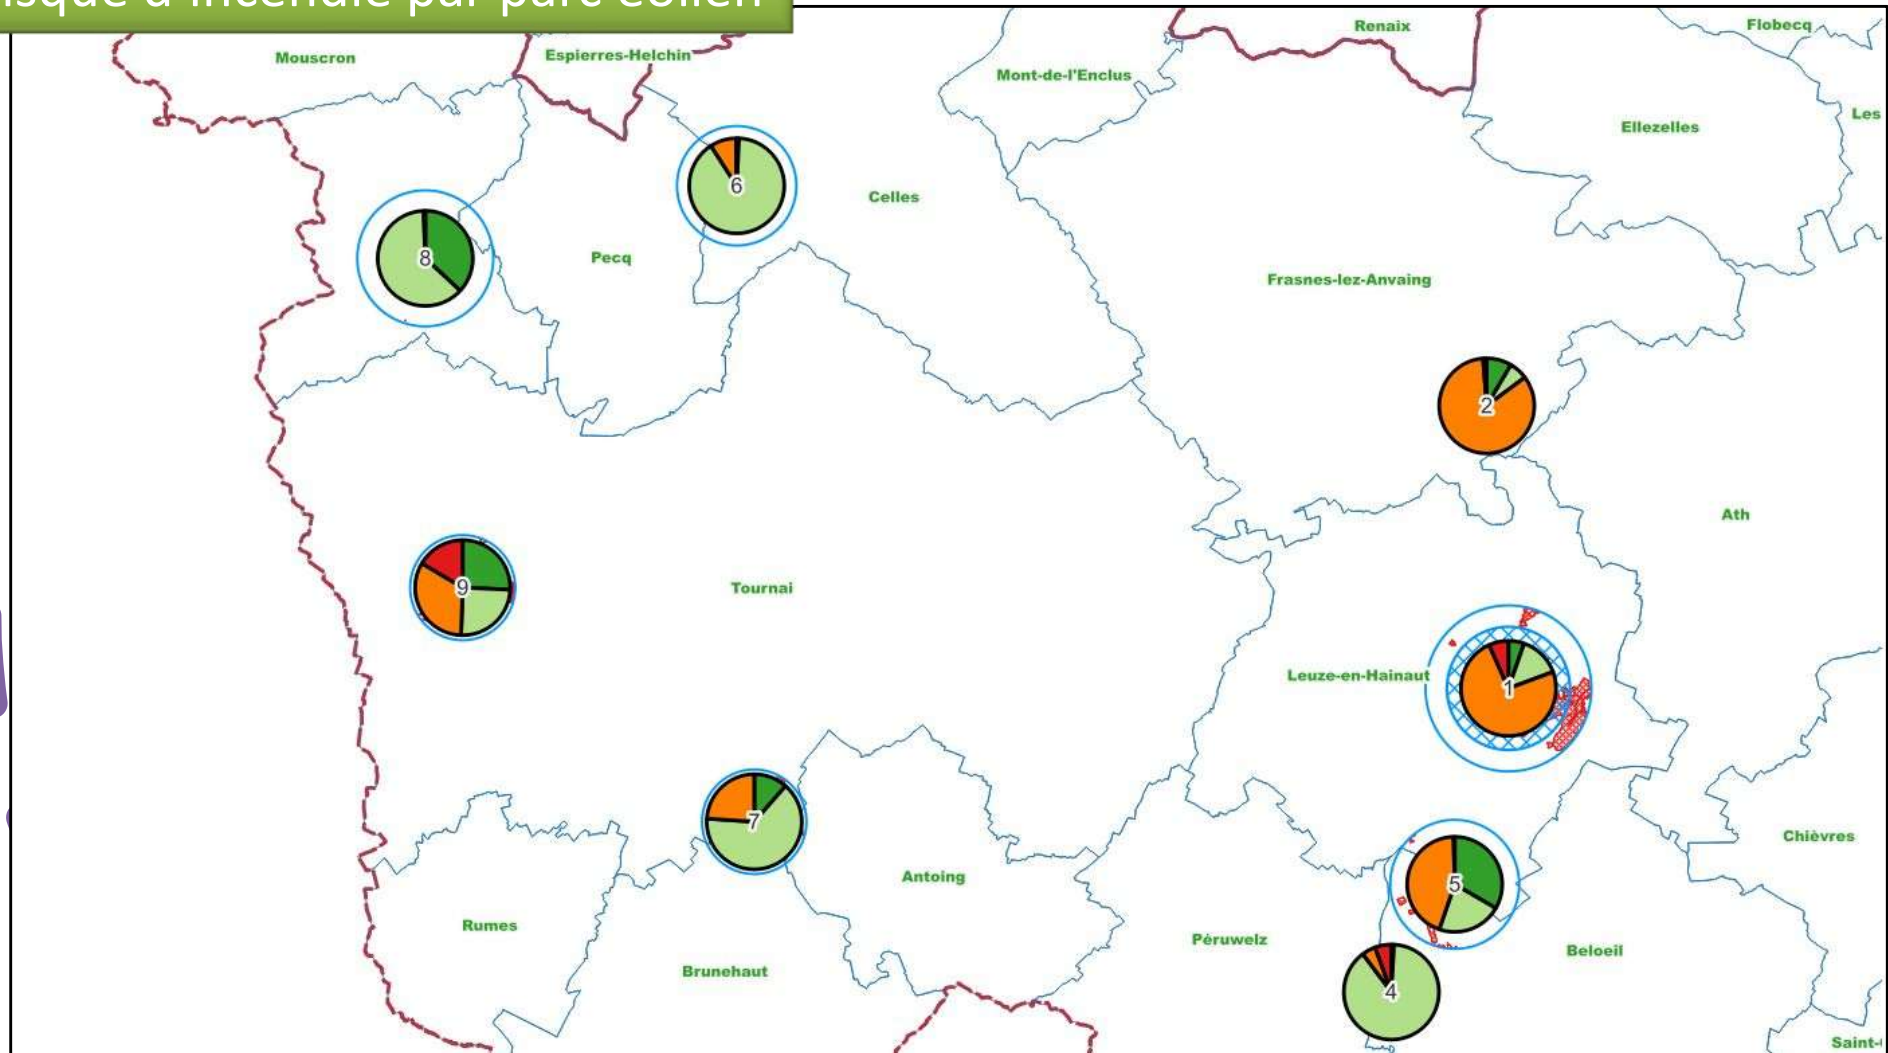 isque d'incendie par parc éolien
Mouscron
Espierres-Helchin
Mont-de-l'Enclus
Renaix
Flobecq
Les
Ellezelles
6
Celles
8
Pecq
Frasnes-lez-Anvaing
2
Ath
9
Tournai
Leuze-en-Hainaut
1
7
Chièvres
Antoing
5
Rumes
Péruwelz
Beloeil
Brunehaut
4
Saint-